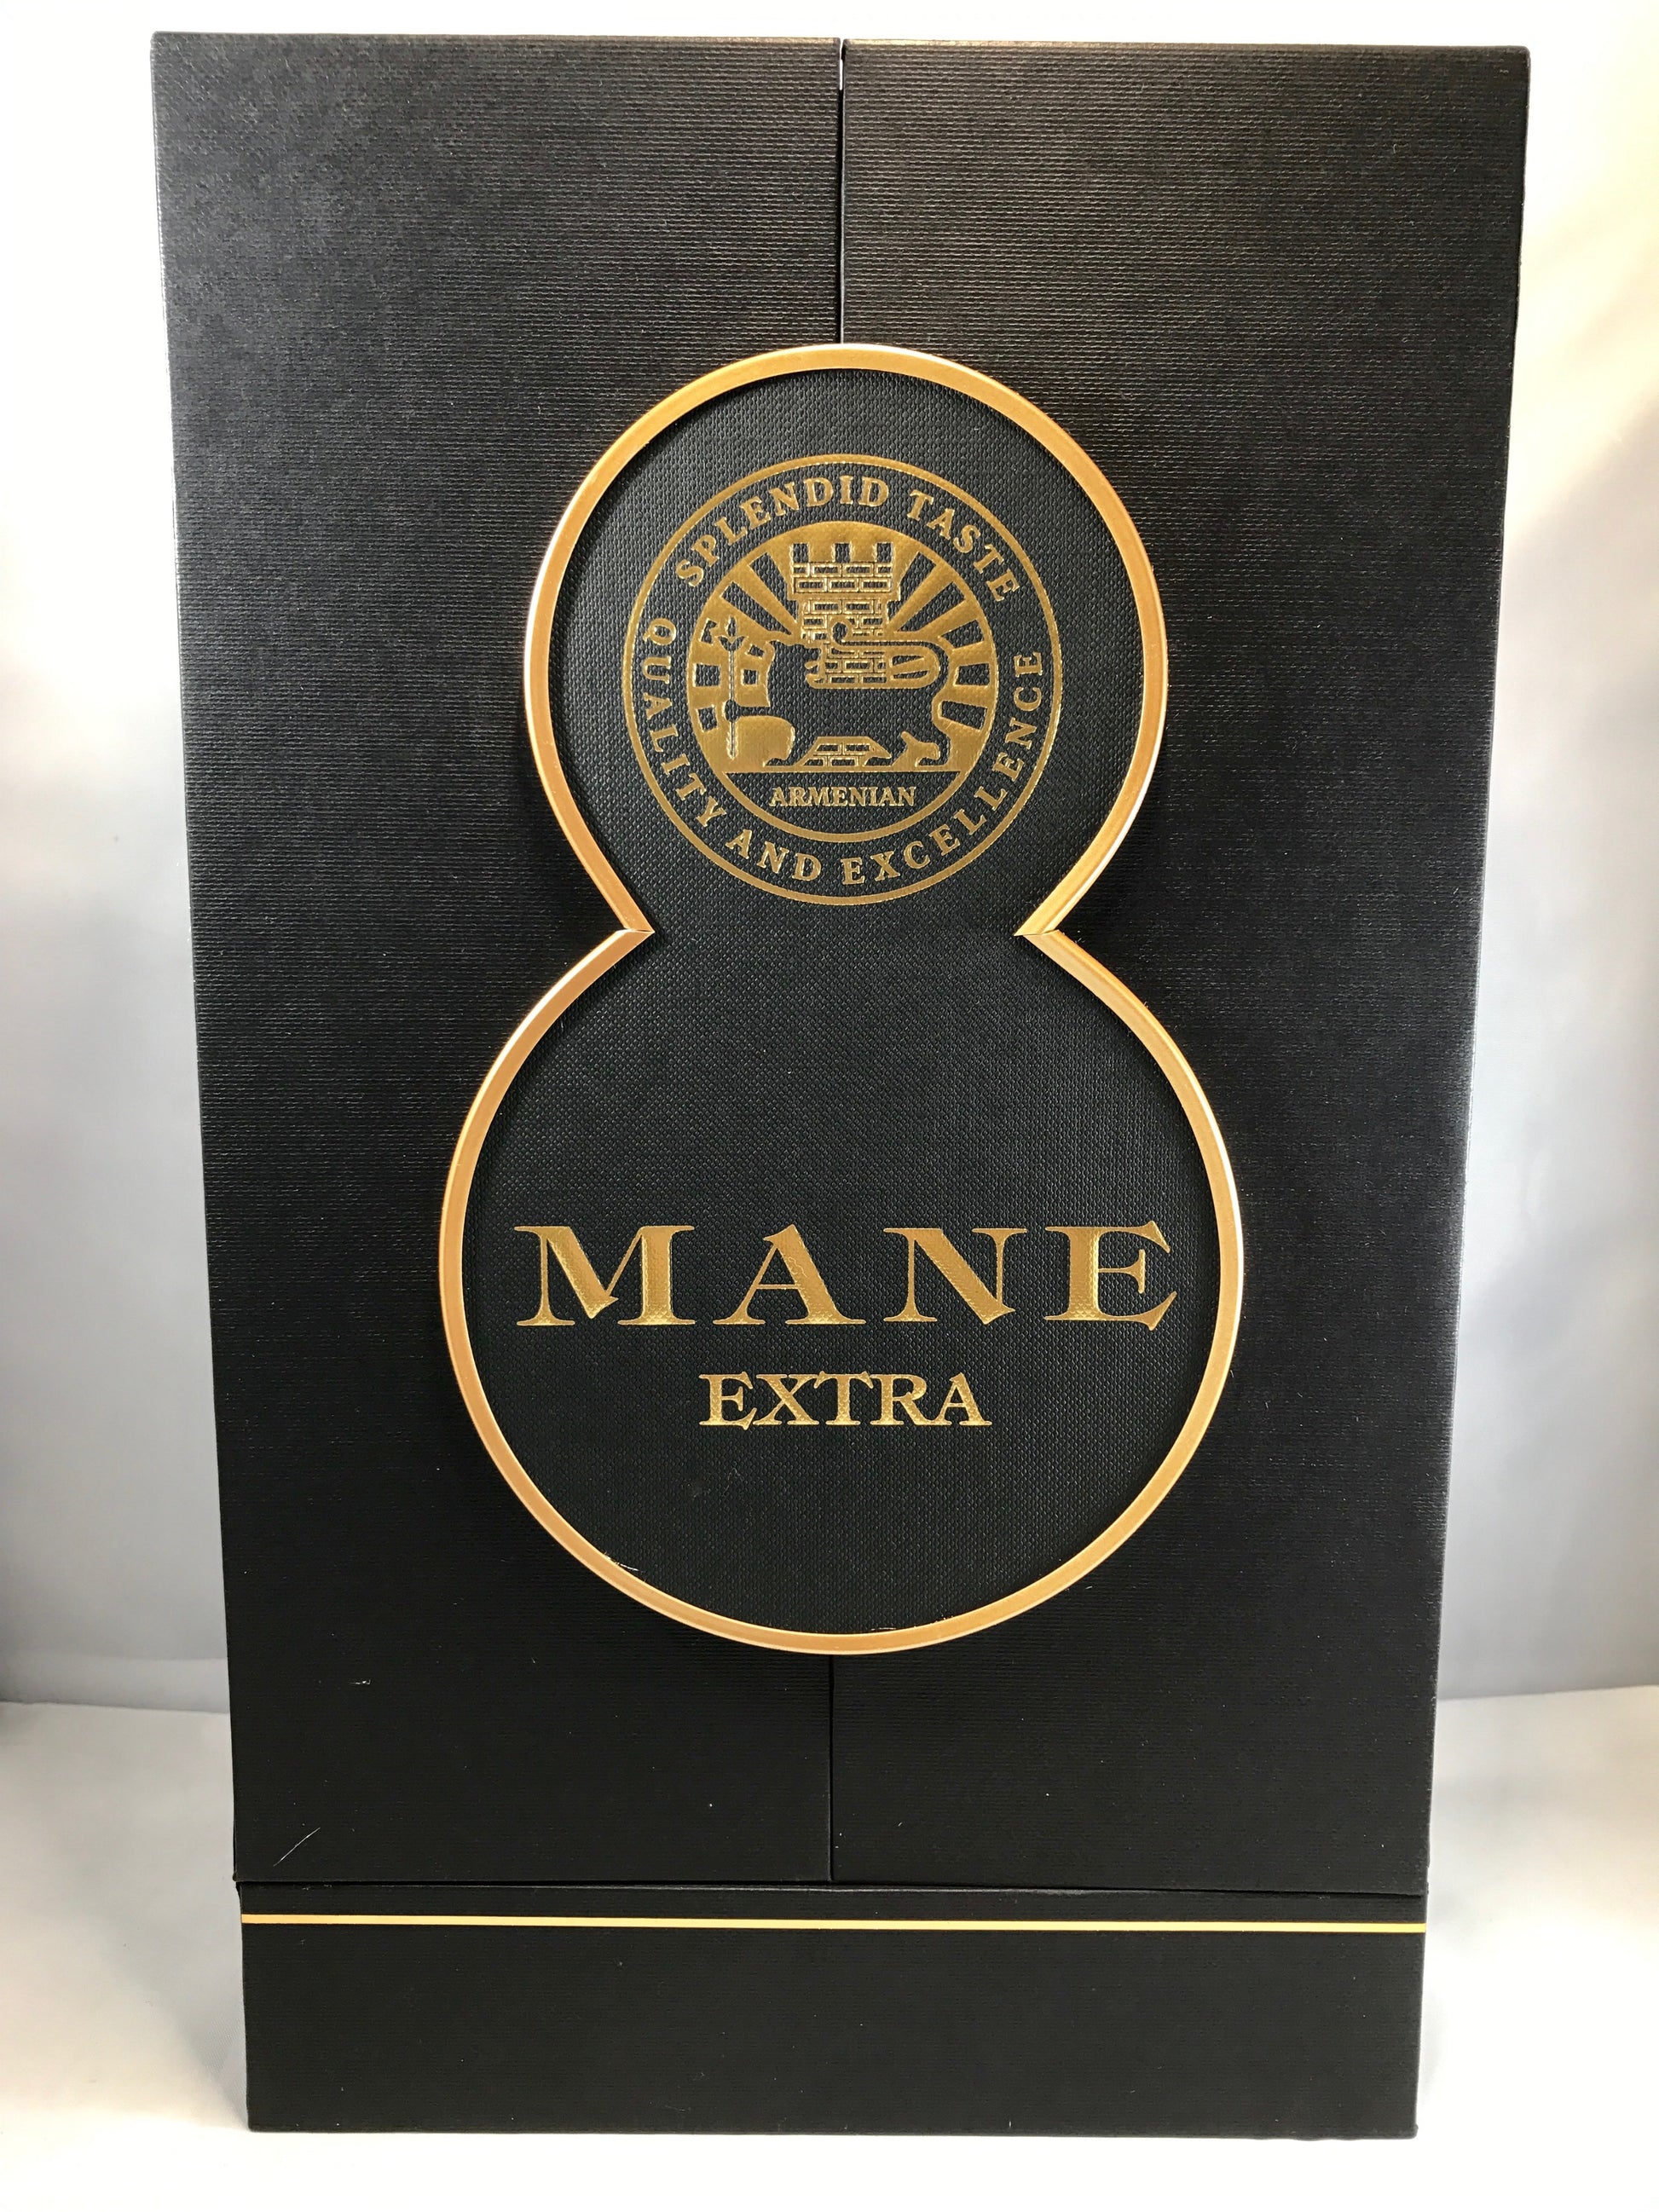 SPLENDID TASTE
ARMENIAN
QUALITY AND EXCELLENCE
MANE
EXTRA